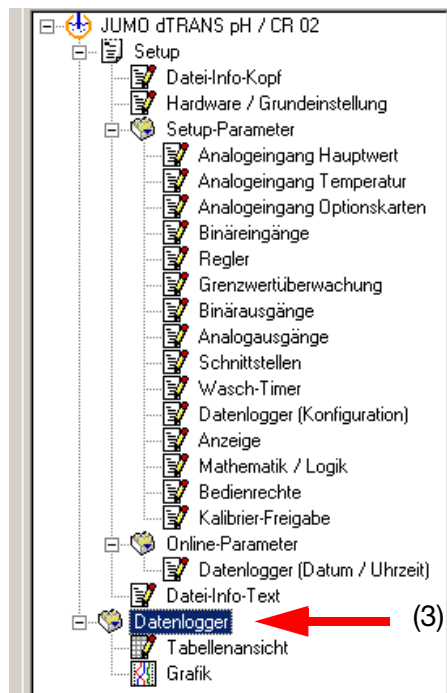 JUMO dTRANS pH / CR 02
Setup
Datei-Info-Kopf
Hardware / Grundeinstellung
Setup-Parameter
Analogeingang Hauptwert
Analogeingang Temperatur
Analogeingang Optionskarten
Binäreingänge
Regler
Grenzwertüberwachung
Binärausgänge
Analogausgänge
Schnittstellen
Wasch-Timer
Datenlogger (Konfiguration)
Anzeige
Mathematik / Logik
Bedienrechte
Kalibrier-Freigabe
Online-Parameter
Datenlogger (Datum / Uhrzeit)
Datei-Info-Text
Datenlogger (3)
Tabellenansicht
Grafik